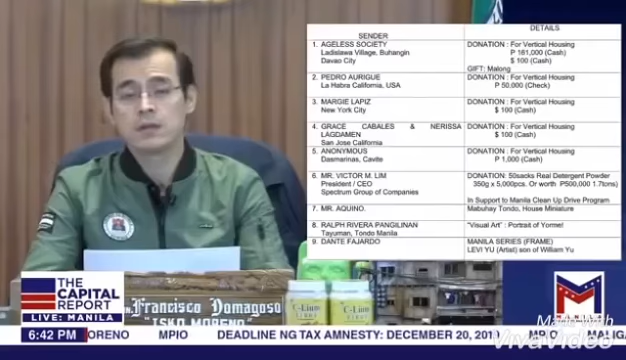 SENDER DETAILS
1. AGELESS SOCIETY DONATION : For Vertical Housing
Ladislawa Village, Buhangin P 181,000 (Cash)
Davao City $ 100 (Cash)
GIFT: Malong
2. PEDRO AURIGUE DONATION : For Vertical Housing
La Habra California, USA P 50,000 (Check)
3. MARGIE LAPIZ DONATION : For Vertical Housing
New York City $ 100 (Cash)
4. GRACE CABALES & NERISSA DONATION : For Vertical Housing
LAGDAMEN $ 100 (Cash)
San Jose California
5. ANONYMOUS DONATION : For Vertical Housing
Dasmarinas, Cavite P 1,000 (Cash)
6. MR. VICTOR M. LIM DONATION: 50sacks Real Detergent Powder
President / CEO 350g x 5,000pcs. Or worth P500,000 1.7tons)
Spectrum Group of Companies
In Support to Manila Clean Up Drive Program
7. MR. AQUINO. Mabuhay Tondo, House Miniature
8. RALPH RIVERA PANGILINAN "Visual Art" : Portrait of Yorme!
Tayuman, Tondo Manila
9. DANTE FAJARDO MANILA SERIES (FRAME)
LEVI YU (Artist) son of William Yu
Francisco Domagoso
"ISKO MORENO"
C-Lium
THE
CAPITAL
REPORT
LIVE: MANILA
Made With
VivaVideo
6:42 PM ORENO MPIO DEADLINE NG TAX AMNESTY: DECEMBER 20, MPIO